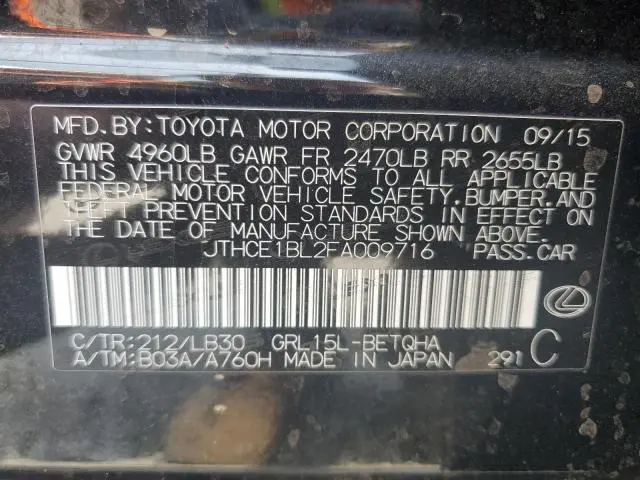 MFD.BY:TOYOTA MOTOR CORPORATION 09/15
GVWR 4960LB GAWR FR 2470LB RR 2655LB
THIS VEHICLE CONFORMS TO ALL APPLICABLE
FEDERAL MOTOR VEHICLE SAFETY,BUMPER,AND
THEFT PREVENTION STANDARDS IN EFFECT ON
THE DATE OF MANUFACTURE SHOWN ABOVE.
JTHCE1BL2FA009716 PASS.CAR
C/TR:212/LB30 GRL15L-BETQHA
A/TM:B03A/A760H MADE IN JAPAN 291 C